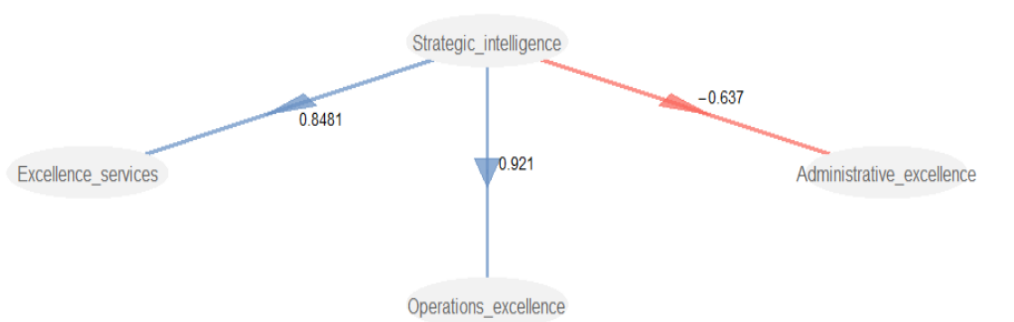 Strategic_intelligence
−0.637
0.8481
0.921
Excellence_services
Administrative_excellence
Operations_excellence